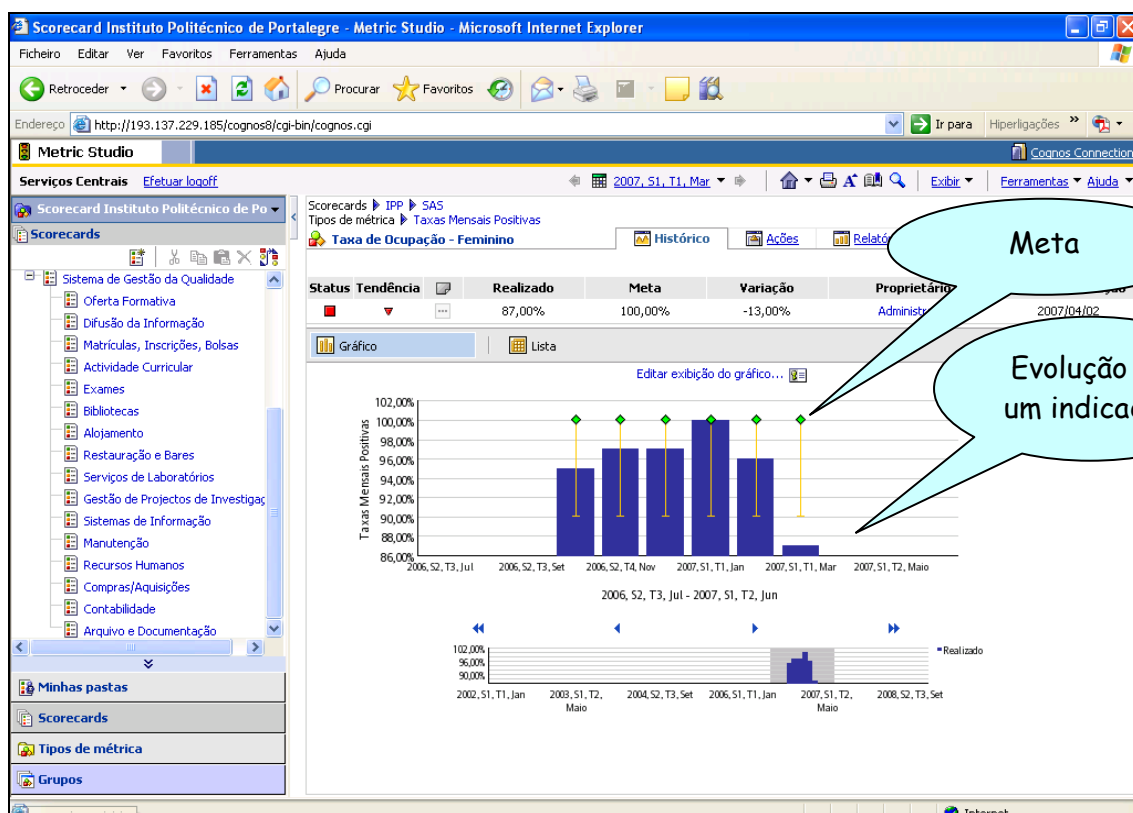 Scorecard Instituto Politécnico de Portalegre - Metric Studio - Microsoft Internet Explorer
Ficheiro Editar Ver Favoritos Ferramentas Ajuda
Retroceder Procurar Favoritos
Endereço http://193.137.229.185/cognos8/cgi-bin/cognos.cgi Ir para Hiperligações »
Metric Studio Cognos Connection
Serviços Centrais Efetuar logoff 2007, S1, T1, Mar Exibir Ferramentas Ajuda
Scorecard Instituto Politécnico de Po
Scorecards
Sistema de Gestão da Qualidade
Oferta Formativa
Difusão da Informação
Matrículas, Inscrições, Bolsas
Actividade Curricular
Exames
Bibliotecas
Alojamento
Restauração e Bares
Serviços de Laboratórios
Gestão de Projectos de Investigaç
Sistemas de Informação
Manutenção
Recursos Humanos
Compras/Aquisições
Contabilidade
Arquivo e Documentação
Minhas pastas
Scorecards
Tipos de métrica
Grupos
Scorecards IPP SAS
Tipos de métrica Taxas Mensais Positivas
Taxa de Ocupação - Feminino Histórico Ações Relató
Meta
Status Tendência Realizado Meta Variação Proprietário
87,00% 100,00% -13,00% Administr 2007/04/02
Gráfico Lista
Evolução
um indica
Editar exibição do gráfico...
Taxas Mensais Positivas
102,00%
100,00%
98,00%
96,00%
94,00%
92,00%
90,00%
88,00%
86,00%
2006, S2, T3, Jul 2006, S2, T3, Set 2006, S2, T4, Nov 2007, S1, T1, Jan 2007, S1, T1, Mar 2007, S1, T2, Maio
2006, S2, T3, Jul - 2007, S1, T2, Jun
102,00%
96,00%
90,00%
Realizado
2002, S1, T1, Jan 2003, S1, T2, Maio 2004, S2, T3, Set 2006, S1, T1, Jan 2007, S1, T2, Maio 2008, S2, T3, Set
Internet